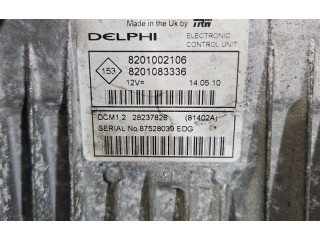 Made in the Uk by TRW
DELPHI ELECTRONIC CONTROL UNIT
8201002106
153 8201083336
12V= 14.05.10
DCM1.2 28237826 (81402A)
SERIAL No.87528039 EDG